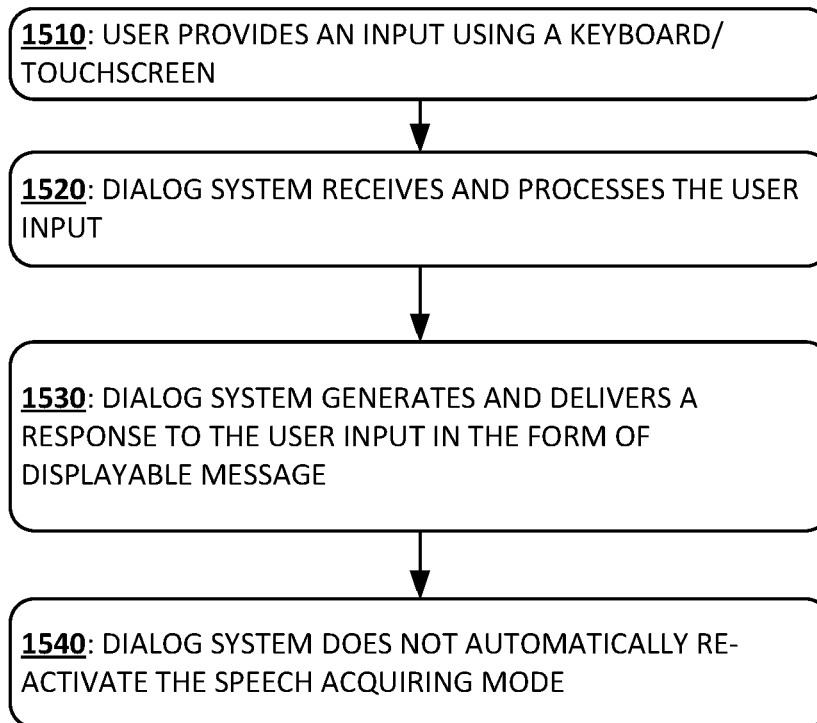 1510: USER PROVIDES AN INPUT USING A KEYBOARD/
TOUCHSCREEN
1520: DIALOG SYSTEM RECEIVES AND PROCESSES THE USER
INPUT
1530: DIALOG SYSTEM GENERATES AND DELIVERS A
RESPONSE TO THE USER INPUT IN THE FORM OF
DISPLAYABLE MESSAGE
1540: DIALOG SYSTEM DOES NOT AUTOMATICALLY RE-
ACTIVATE THE SPEECH ACQUIRING MODE